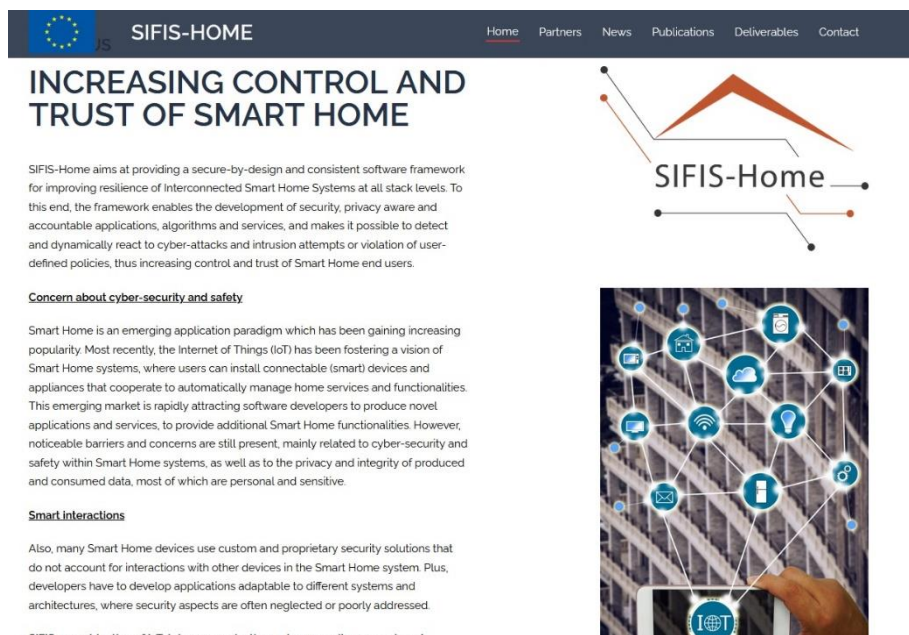 US
SIFIS-HOME
Home Partners News Publications Deliverables Contact
INCREASING CONTROL AND
TRUST OF SMART HOME
SIFIS-Home aims at providing a secure-by-design and consistent software framework
for improving resilience of Interconnected Smart Home Systems at all stack levels. To
this end, the framework enables the development of security, privacy aware and
accountable applications, algorithms and services, and makes it possible to detect
and dynamically react to cyber-attacks and intrusion attempts or violation of user-
defined policies, thus increasing control and trust of Smart Home end users.
Concern about cyber-security and safety
Smart Home is an emerging application paradigm which has been gaining increasing
popularity. Most recently, the Internet of Things (IoT) has been fostering a vision of
Smart Home systems, where users can install connectable (smart) devices and
appliances that cooperate to automatically manage home services and functionalities.
This emerging market is rapidly attracting software developers to produce novel
applications and services, to provide additional Smart Home functionalities. However,
noticeable barriers and concerns are still present, mainly related to cyber-security and
safety within Smart Home systems, as well as to the privacy and integrity of produced
and consumed data, most of which are personal and sensitive.
Smart interactions
Also, many Smart Home devices use custom and proprietary security solutions that
do not account for interactions with other devices in the Smart Home system. Plus,
developers have to develop applications adaptable to different systems and
architectures, where security aspects are often neglected or poorly addressed.
SIFIS-Home
IOT